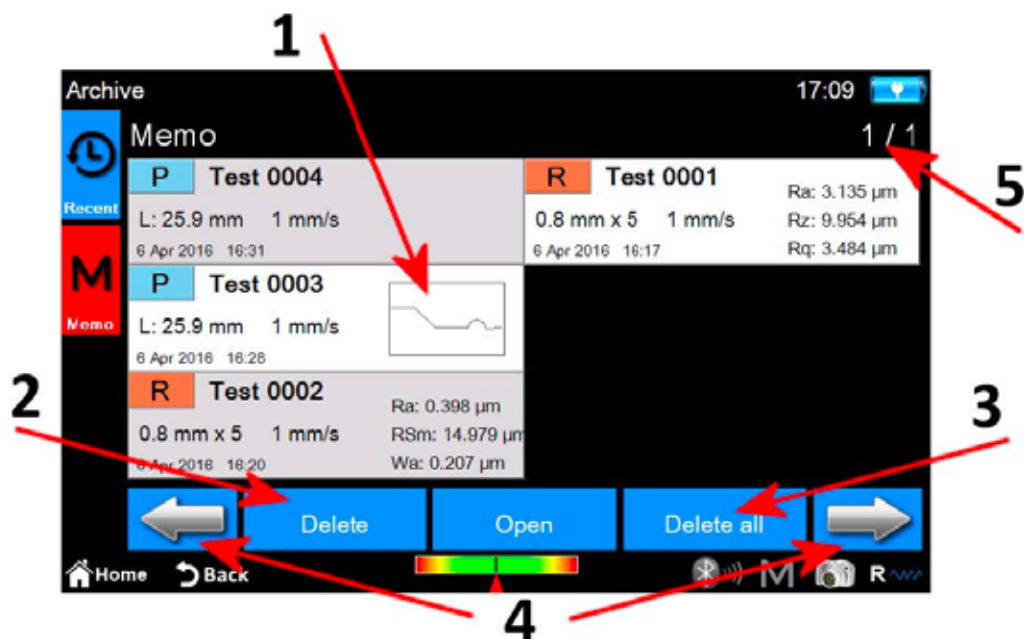 1
Archive 17:09
Recent
Memo
Memo 1 / 1
P Test 0004
L: 25.9 mm 1 mm/s
6 Apr 2016 16:31
R Test 0001
0.8 mm x 5 1 mm/s
6 Apr 2016 16:17
Ra: 3.135 µm
Rz: 9.954 µm
Rq: 3.484 µm
5
P Test 0003
L: 25.9 mm 1 mm/s
6 Apr 2016 16:28
R Test 0002
0.8 mm x 5 1 mm/s
6 Apr 2016 16:20
Ra: 0.398 µm
RSm: 14.979 µm
Wa: 0.207 µm
2
3
Delete Open Delete all
Home Back M R
4